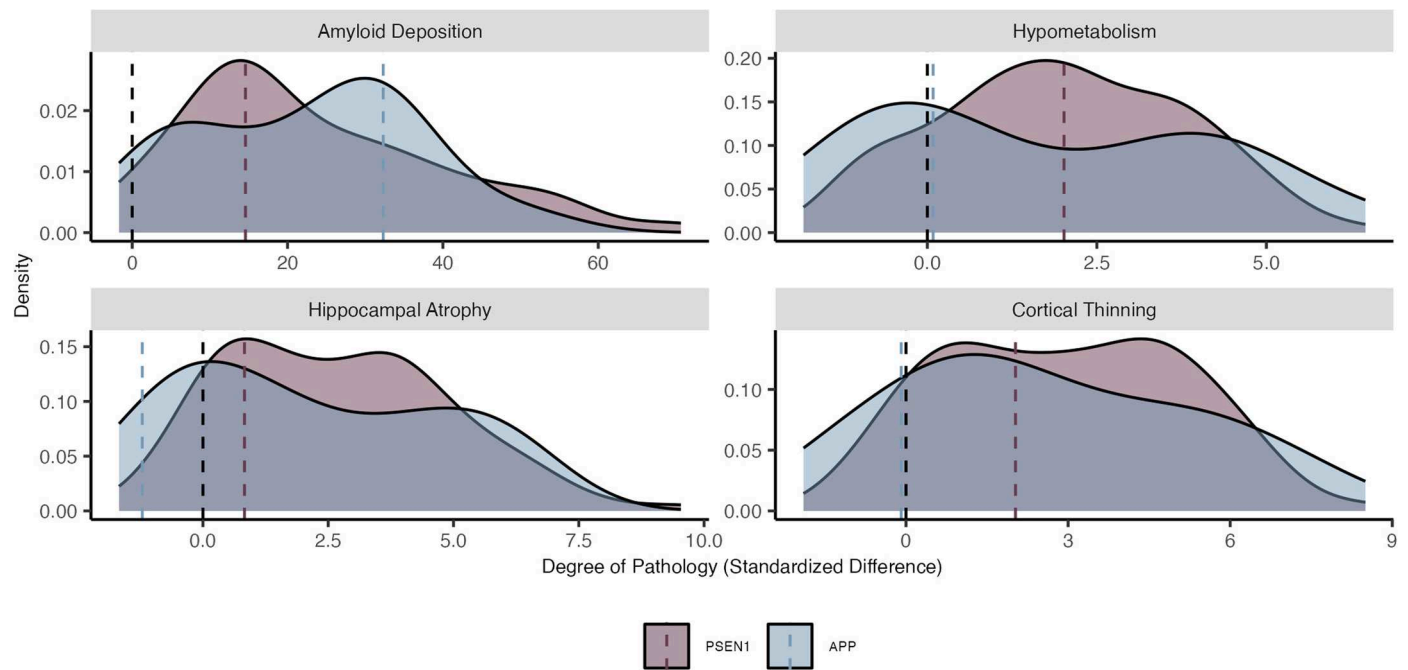 Amyloid Deposition
Hypometabolism
0.02
0.01
0.00
0 20 40 60
0.20
0.15
0.10
0.05
0.00
0.0 2.5 5.0
Density
Hippocampal Atrophy
Cortical Thinning
0.15
0.10
0.05
0.00
0.0 2.5 5.0 7.5 10.0
0.10
0.05
0.00
0 3 6 9
Degree of Pathology (Standardized Difference)
PSEN1 APP